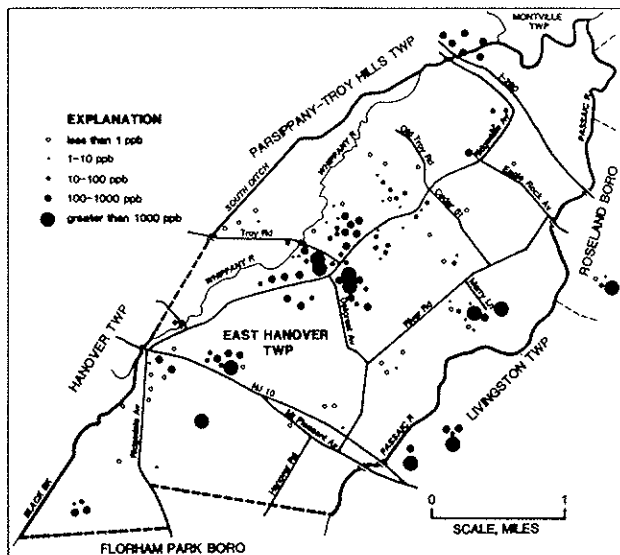 MONTVILLE
TWP
PARSIPPANY-TROY HILLS TWP
I-280
EXPLANATION
less than 1 ppb
1-10 ppb
10-100 ppb
100-1000 ppb
greater than 1000 ppb
WHIPPANY R
Old Troy Rd
Ridgedale Av
PASSAIC R
SOUTH DITCH
Eagle Rock Av
Cedar St
Troy Rd
ROSELAND BORO
WHIPPANY R
River Rd
Merry Ln
Deforest Av
HANOVER TWP
EAST HANOVER
TWP
LIVINGSTON TWP
NJ 10
Ridgedale Av
Mt Pleasant Av
PASSAIC R
Hanover Rd
BLACK BK
0 1
SCALE, MILES
FLORHAM PARK BORO